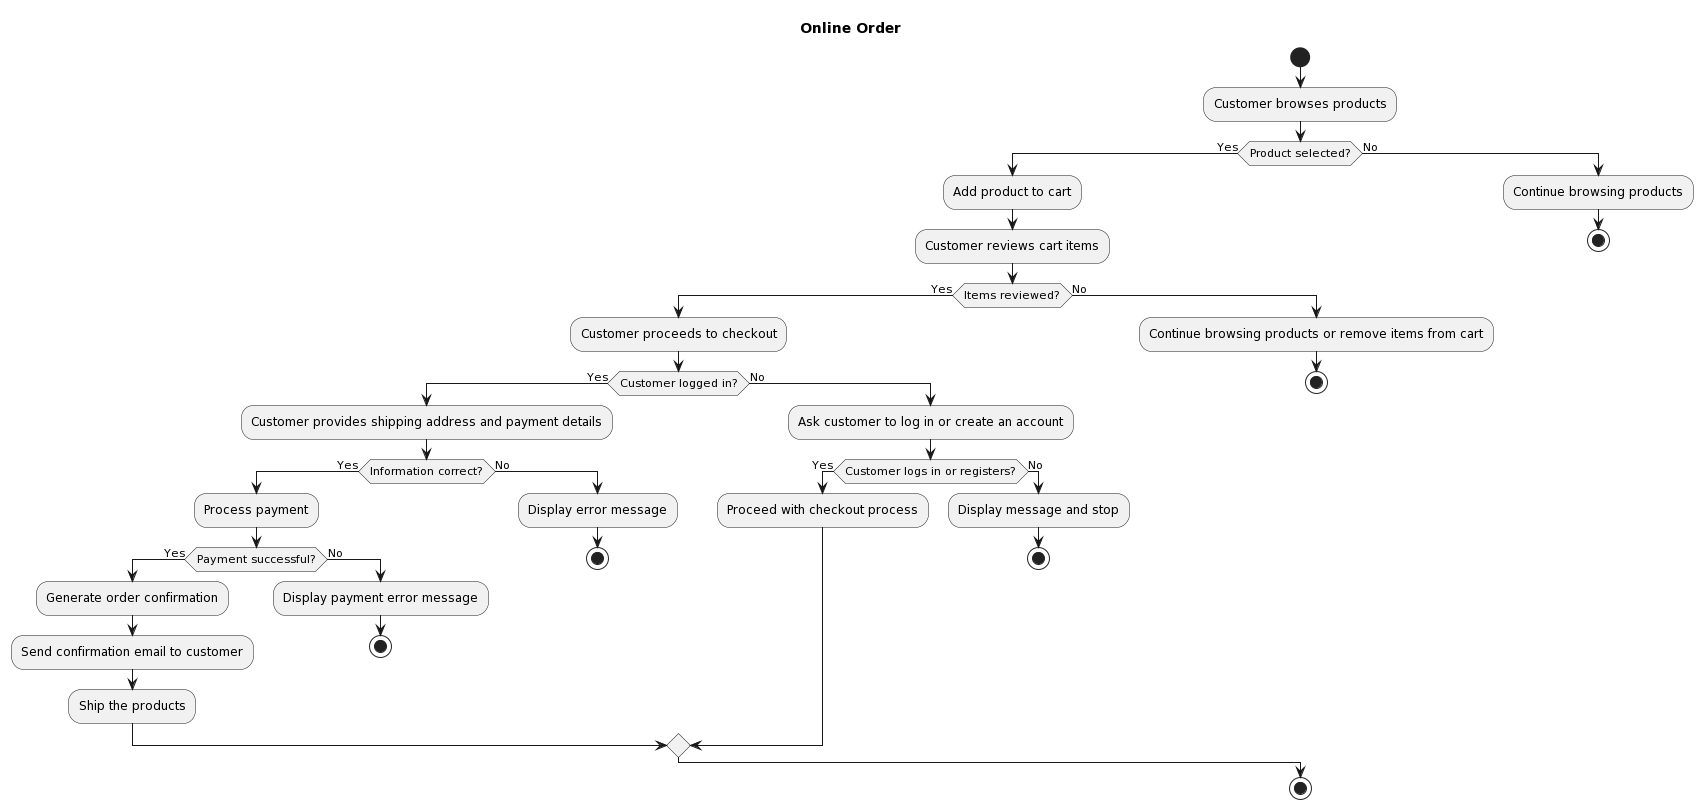 Online Order
Customer browses products
Yes
Product selected?
No
Add product to cart
Continue browsing products
Customer reviews cart items
Yes
Items reviewed?
No
Customer proceeds to checkout
Continue browsing products or remove items from cart
Yes
Customer logged in?
No
Customer provides shipping address and payment details
Ask customer to log in or create an account
Yes
Information correct?
No
Yes
Customer logs in or registers?
No
Process payment
Display error message
Proceed with checkout process
Display message and stop
Yes
Payment successful?
No
Generate order confirmation
Display payment error message
Send confirmation email to customer
Ship the products